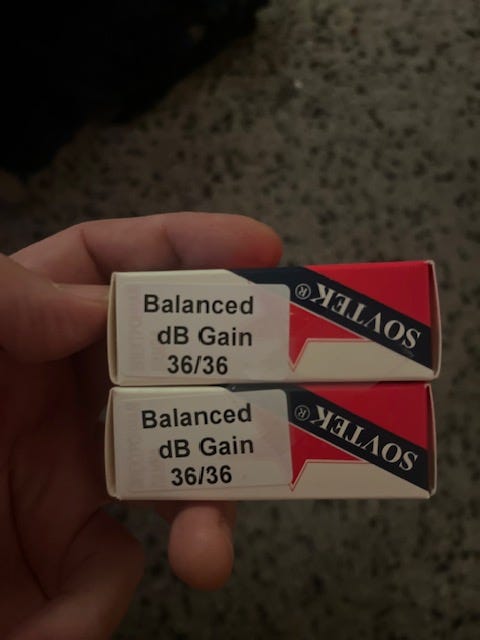 Balanced
dB Gain
36/36
SOVTEK®
Balanced
dB Gain
36/36
SOVTEK®